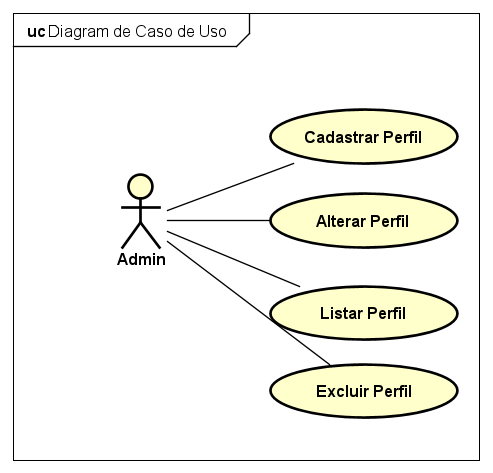 uc Diagram de Caso de Uso
Cadastrar Perfil
Alterar Perfil
Admin
Listar Perfil
Excluir Perfil